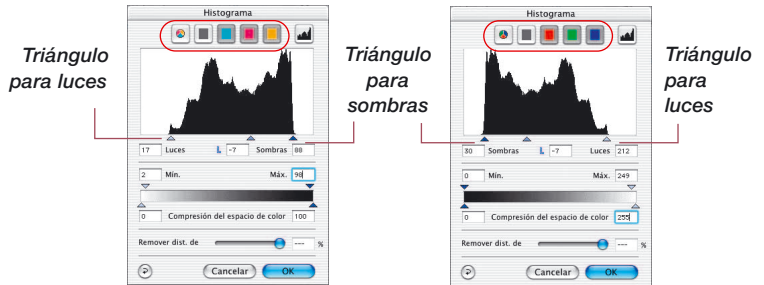 Histograma
Triángulo
para luces
17 Luces L -7 Sombras 88
2 Mín. Máx. 98
0 Compresión del espacio de color 100
Remover dist. de --- %
Cancelar OK
Triángulo
para
sombras
Histograma
30 Sombras L -7 Luces 212
0 Mín. Máx. 249
0 Compresión del espacio de color 255
Remover dist. de --- %
Cancelar OK
Triángulo
para
luces